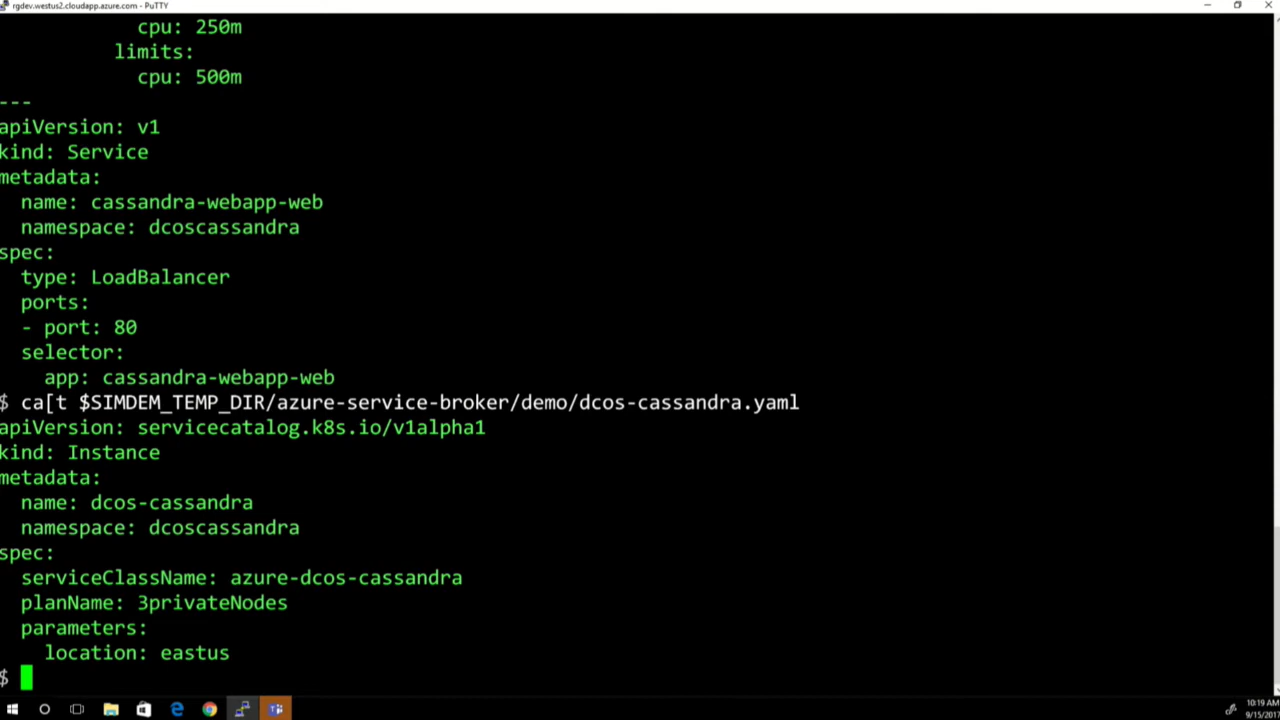 rgdev.westus2.cloudapp.azure.com - PuTTY
cpu: 250m
limits:
cpu: 500m
---
apiVersion: v1
kind: Service
metadata:
name: cassandra-webapp-web
namespace: dcoscassandra
spec:
type: LoadBalancer
ports:
- port: 80
selector:
app: cassandra-webapp-web
$ ca[t $SIMDEM_TEMP_DIR/azure-service-broker/demo/dcos-cassandra.yaml
apiVersion: servicecatalog.k8s.io/v1alpha1
kind: Instance
metadata:
name: dcos-cassandra
namespace: dcoscassandra
spec:
serviceClassName: azure-dcos-cassandra
planName: 3privateNodes
parameters:
location: eastus
$
10:19 AM
9/15/2017